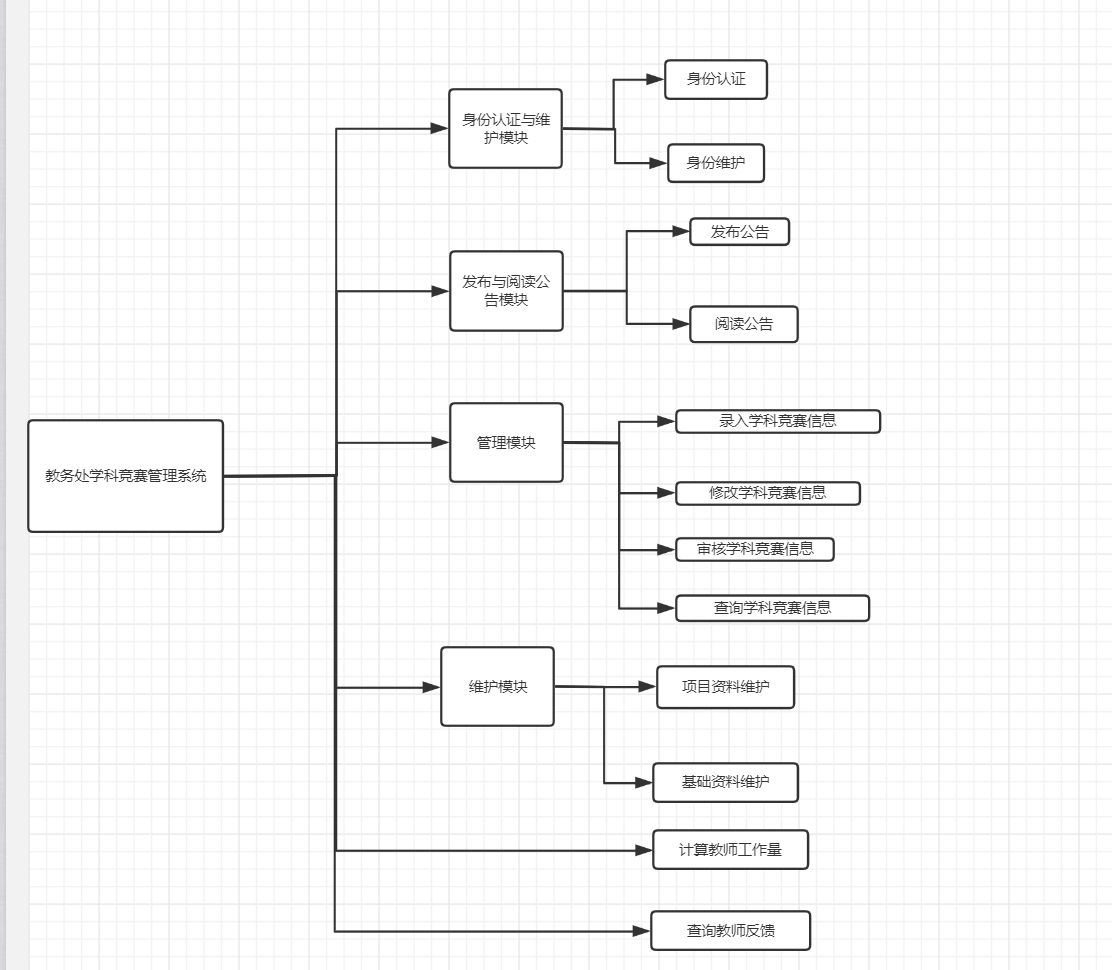 身份认证
身份认证与维
护模块
身份维护
发布公告
发布与阅读公
告模块
阅读公告
录入学科竞赛信息
管理模块
教务处学科竞赛管理系统
修改学科竞赛信息
审核学科竞赛信息
查询学科竞赛信息
维护模块
项目资料维护
基础资料维护
计算教师工作量
查询教师反馈